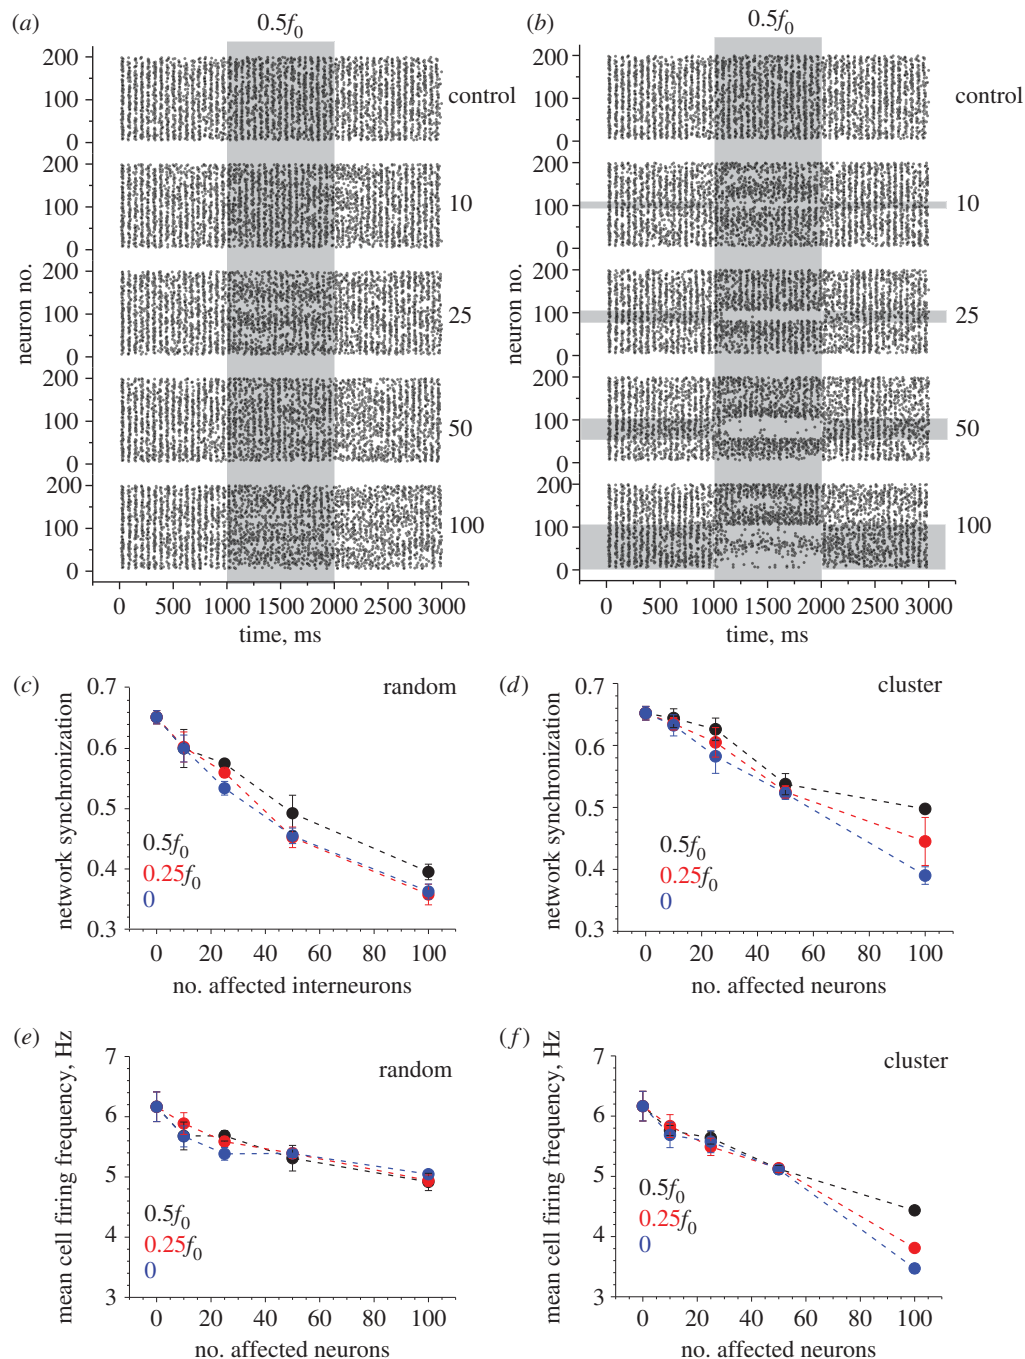 (a) 0.5f0 (b) 0.5f0
200
100
0
control
200
100
0
10
200
100
0
25
200
100
0
50
200
100
0
100
neuron no.
0 500 1000 1500 2000 2500 3000
time, ms
200
100
0
control
200
100
0
10
200
100
0
25
200
100
0
50
200
100
0
100
0 500 1000 1500 2000 2500 3000
time, ms
(c)
random
network synchronization
0.7
0.6
0.5
0.4
0.3
0.5f0
0.25f0
0
0 20 40 60 80 100
no. affected interneurons
(d)
cluster
network synchronization
0.7
0.6
0.5
0.4
0.3
0.5f0
0.25f0
0
0 20 40 60 80 100
no. affected neurons
(e)
random
mean cell firing frequency, Hz
7
6
5
4
3
0.5f0
0.25f0
0
0 20 40 60 80 100
no. affected neurons
(f)
cluster
mean cell firing frequency, Hz
7
6
5
4
3
0.5f0
0.25f0
0
0 20 40 60 80 100
no. affected neurons